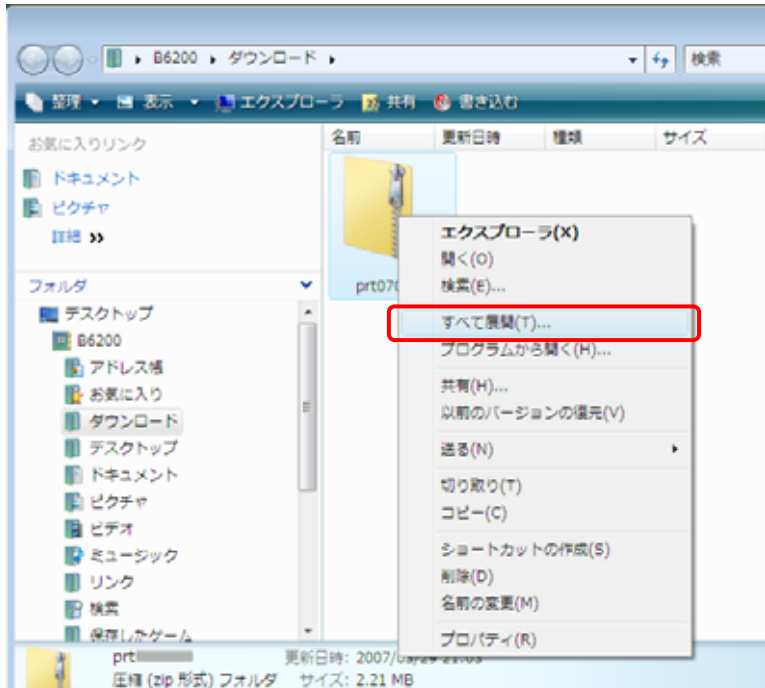 B6200 ダウンロード 検索
整理 表示 エクスプローラ 共有 書き込む
お気に入りリンク
ドキュメント
ピクチャ
詳細 »
フォルダ
デスクトップ
B6200
アドレス帳
お気に入り
ダウンロード
デスクトップ
ドキュメント
ピクチャ
ビデオ
ミュージック
リンク
検索
保存したゲーム
名前 更新日時 種類 サイズ
prt070
エクスプローラ(X)
開く(O)
検索(E)...
すべて展開(T)...
プログラムから開く(H)...
共有(H)...
以前のバージョンの復元(V)
送る(N)
切り取り(T)
コピー(C)
ショートカットの作成(S)
削除(D)
名前の変更(M)
プロパティ(R)
prt 更新日時: 2007/03/29 21:03
圧縮 (zip 形式) フォルダ サイズ: 2.21 MB